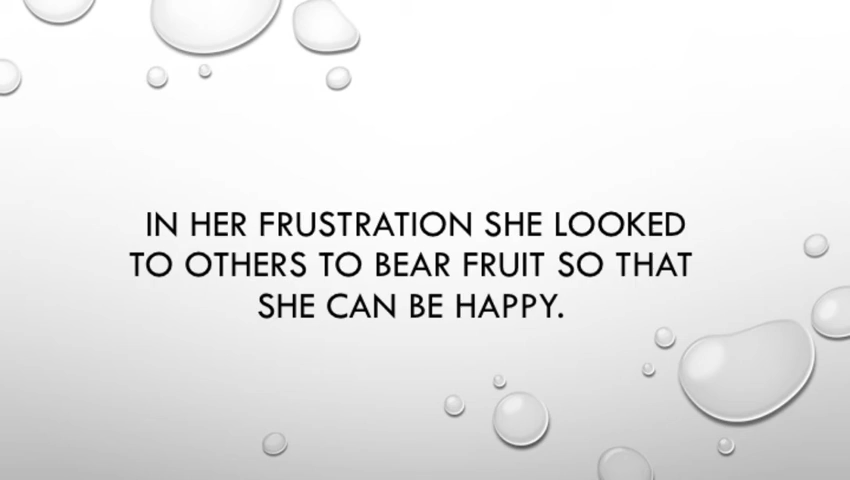 IN HER FRUSTRATION SHE LOOKED
TO OTHERS TO BEAR FRUIT SO THAT
SHE CAN BE HAPPY.